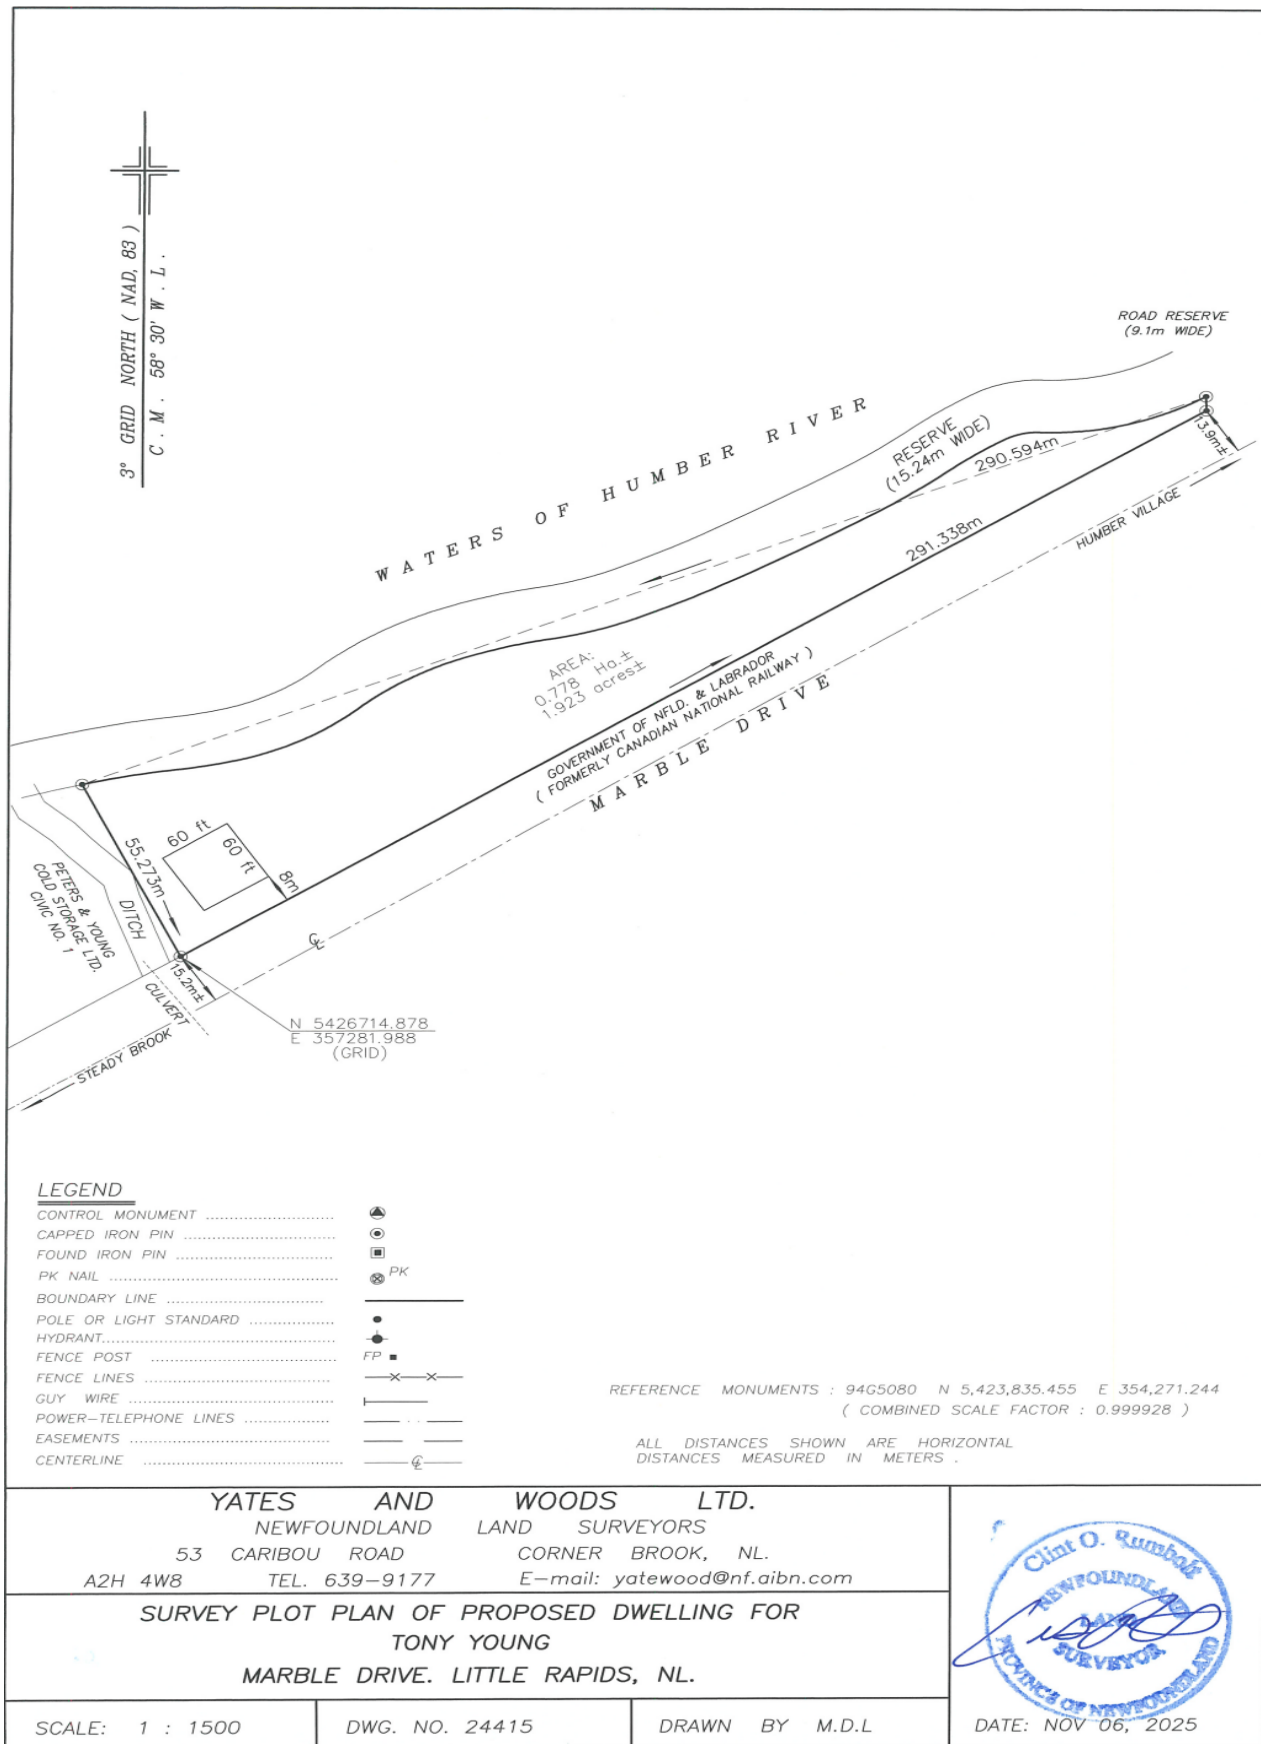 3° GRID NORTH ( NAD, 83 )
C . M . 58° 30' W . L .
ROAD RESERVE
(9.1m WIDE)
WATERS OF HUMBER RIVER
RESERVE
(15.24m WIDE)
290.594m
13.9m±
291.338m
HUMBER VILLAGE
AREA:
0.778 Ha.±
1.923 acres±
GOVERNMENT OF NFLD. & LABRADOR
( FORMERLY CANADIAN NATIONAL RAILWAY )
MARBLE DRIVE
60 ft
60 ft
55.273m
8m
PETERS & YOUNG
COLD STORAGE LTD.
CIVIC NO. 1
DITCH
℄
15.2m±
CULVERT
STEADY BROOK
N 5426714.878
E 357281.988
(GRID)
LEGEND
CONTROL MONUMENT ................................
CAPPED IRON PIN ................................
FOUND IRON PIN ................................
PK NAIL ................................ PK
BOUNDARY LINE ................................
POLE OR LIGHT STANDARD ................
HYDRANT................................
FENCE POST ................................ FP
FENCE LINES ................................
GUY WIRE ................................
POWER-TELEPHONE LINES ................
EASEMENTS ................................
CENTERLINE ................................ ℄
REFERENCE MONUMENTS : 94G5080 N 5,423,835.455 E 354,271.244
( COMBINED SCALE FACTOR : 0.999928 )
ALL DISTANCES SHOWN ARE HORIZONTAL
DISTANCES MEASURED IN METERS .
YATES AND WOODS LTD.
NEWFOUNDLAND LAND SURVEYORS
53 CARIBOU ROAD CORNER BROOK, NL.
A2H 4W8 TEL. 639-9177 E-mail: yatewood@nf.aibn.com
SURVEY PLOT PLAN OF PROPOSED DWELLING FOR
TONY YOUNG
MARBLE DRIVE. LITTLE RAPIDS, NL.
Clint O. Rumbolt
NEWFOUNDLAND
LAND
SURVEYOR
PROVINCE OF NEWFOUNDLAND
SCALE: 1 : 1500
DWG. NO. 24415
DRAWN BY M.D.L
DATE: NOV 06, 2025